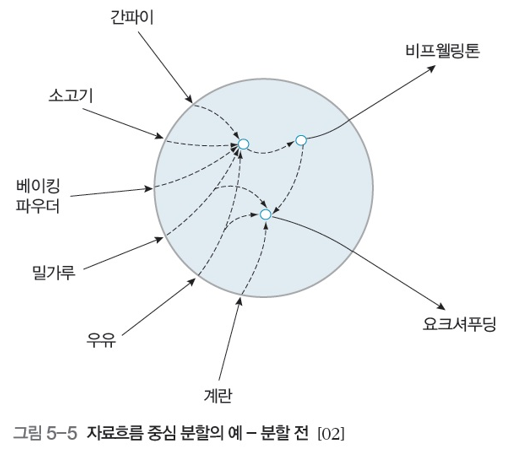 간파이
비프웰링톤
소고기
베이킹
파우더
밀가루
요크셔푸딩
우유
계란
그림 5-5 자료흐름 중심 분할의 예 – 분할 전 [02]